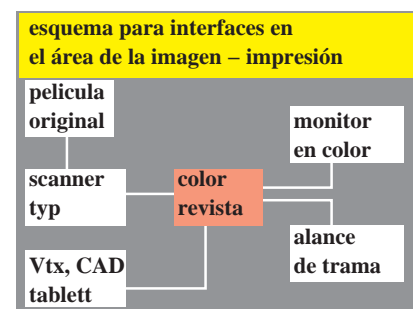 esquema para interfaces en
el área de la imagen – impresión
pelicula
original
monitor
en color
scanner
typ
color
revista
alance
de trama
Vtx, CAD
tablett